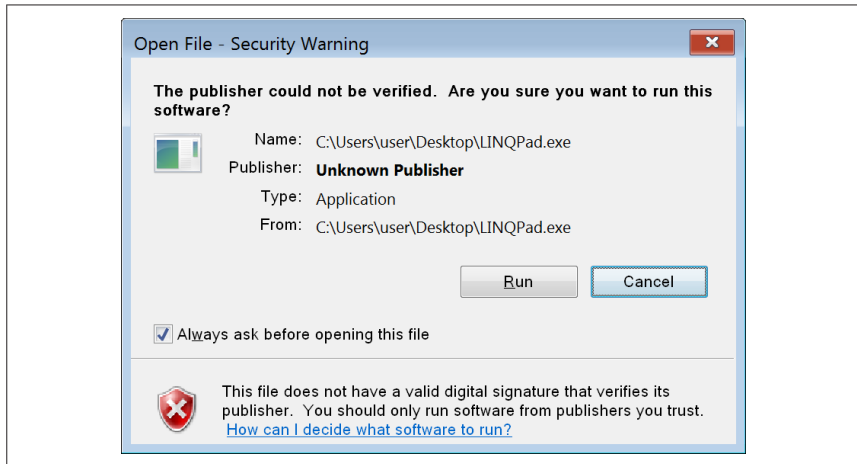 Open File - Security Warning
The publisher could not be verified. Are you sure you want to run this
software?
Name: C:\Users\user\Desktop\LINQPad.exe
Publisher: Unknown Publisher
Type: Application
From: C:\Users\user\Desktop\LINQPad.exe
Run Cancel
Always ask before opening this file
This file does not have a valid digital signature that verifies its
publisher. You should only run software from publishers you trust.
How can I decide what software to run?